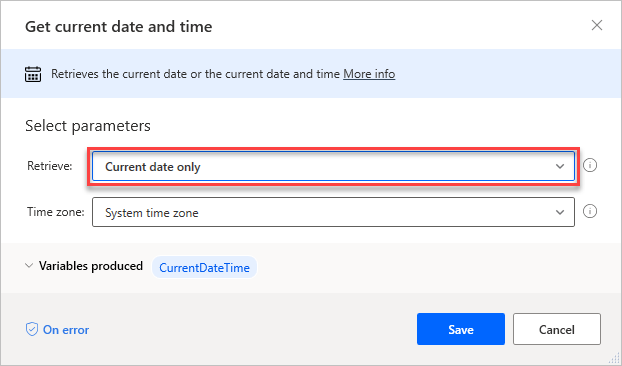 Get current date and time
Retrieves the current date or the current date and time More info
Select parameters
Retrieve: Current date only
Time zone: System time zone
Variables produced CurrentDateTime
On error Save Cancel